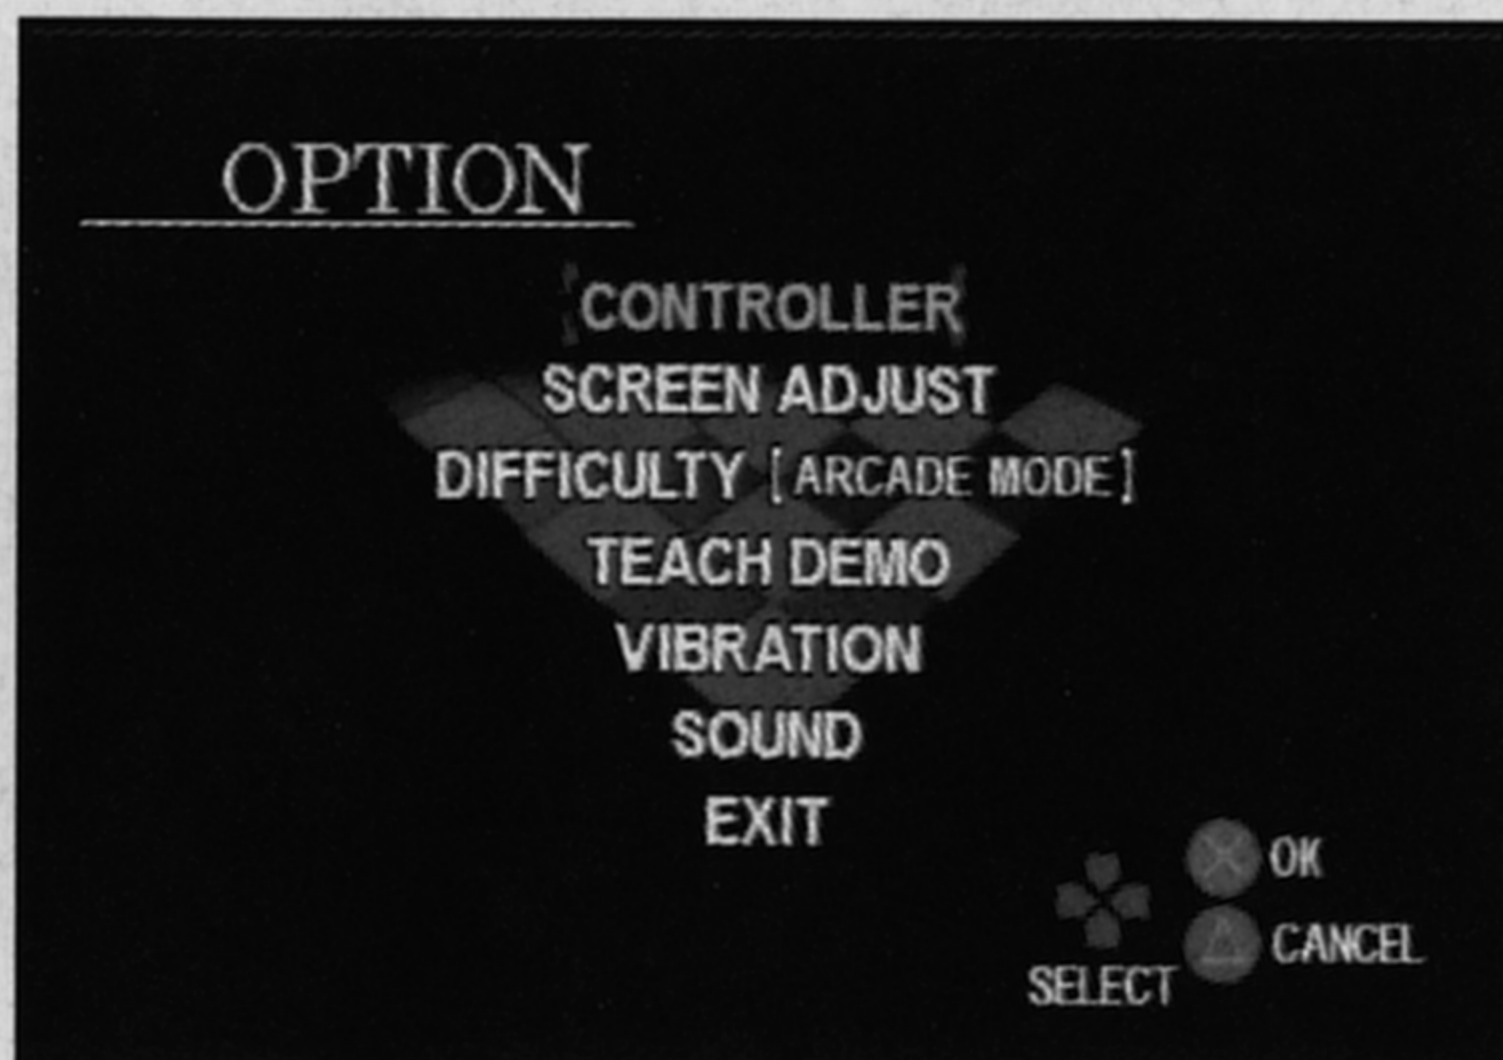 OPTION
CONTROLLER
SCREEN ADJUST
DIFFICULTY [ARCADE MODE]
TEACH DEMO
VIBRATION
SOUND
EXIT
OK
CANCEL
SELECT